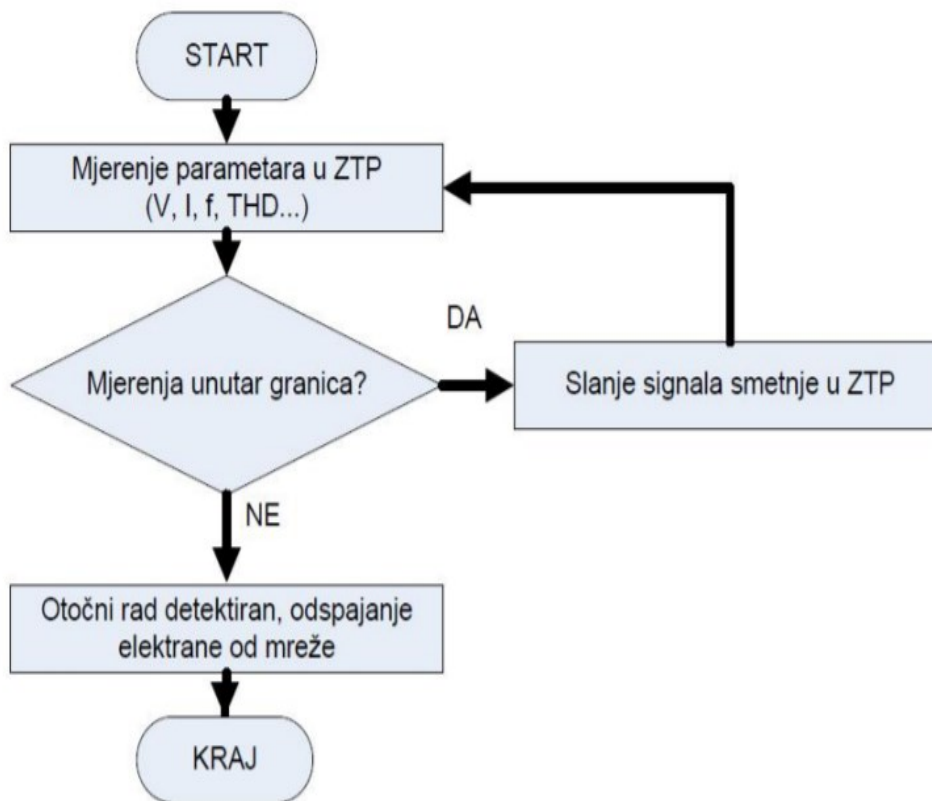 START
Mjerenje parametara u ZTP
(V, I, f, THD...)
DA
Mjerenja unutar granica?
Slanje signala smetnje u ZTP
NE
Otočni rad detektiran, odspajanje
elektrane od mreže
KRAJ